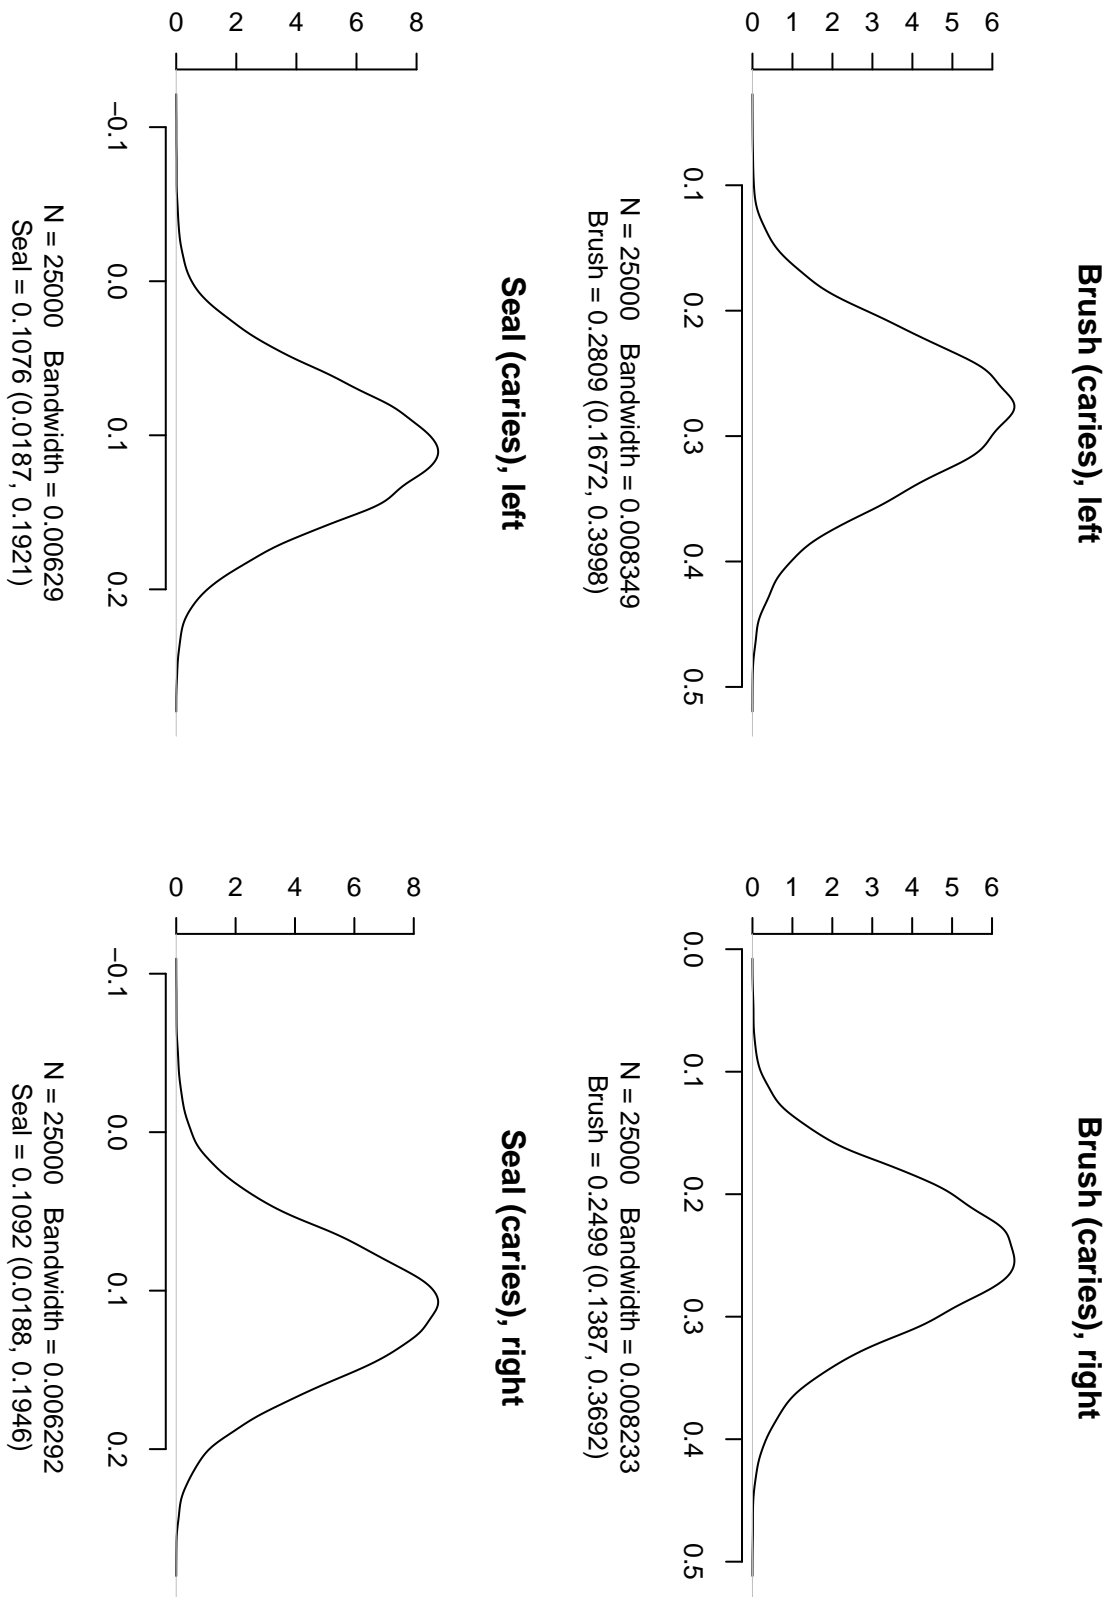 Brush (caries), left
0 1 2 3 4 5 6
0.1 0.2 0.3 0.4 0.5
N = 25000 Bandwidth = 0.008349
Brush = 0.2809 (0.1672, 0.3998)
Brush (caries), right
0 1 2 3 4 5 6
0.0 0.1 0.2 0.3 0.4 0.5
N = 25000 Bandwidth = 0.008233
Brush = 0.2499 (0.1387, 0.3692)
Seal (caries), left
0 2 4 6 8
−0.1 0.0 0.1 0.2
N = 25000 Bandwidth = 0.00629
Seal = 0.1076 (0.0187, 0.1921)
Seal (caries), right
0 2 4 6 8
−0.1 0.0 0.1 0.2
N = 25000 Bandwidth = 0.006292
Seal = 0.1092 (0.0188, 0.1946)